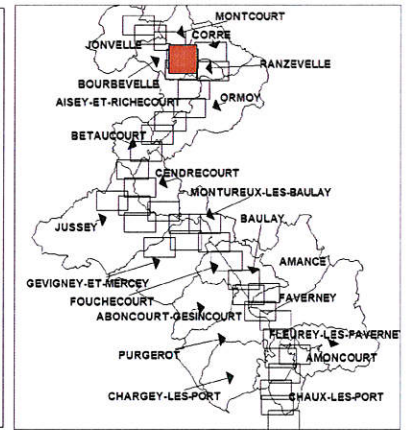 MONTCOURT
JONVELLE
CORRE
BOURBEVELLE
RANZEVELLE
AISEY-ET-RICHECOURT
ORMOY
BETAUCOURT
CENDRECOURT
MONTUREUX-LES-BAULAY
JUSSEY
BAULAY
AMANCE
GEVIGNEY-ET-MERCEY
FOUCHECOURT
FAVERNEY
ABONCOURT-GESINCOURT
FLEUREY-LES-FAVERNEY
PURGEROT
AMONCOURT
CHARGEY-LES-PORT
CHAUX-LES-PORT